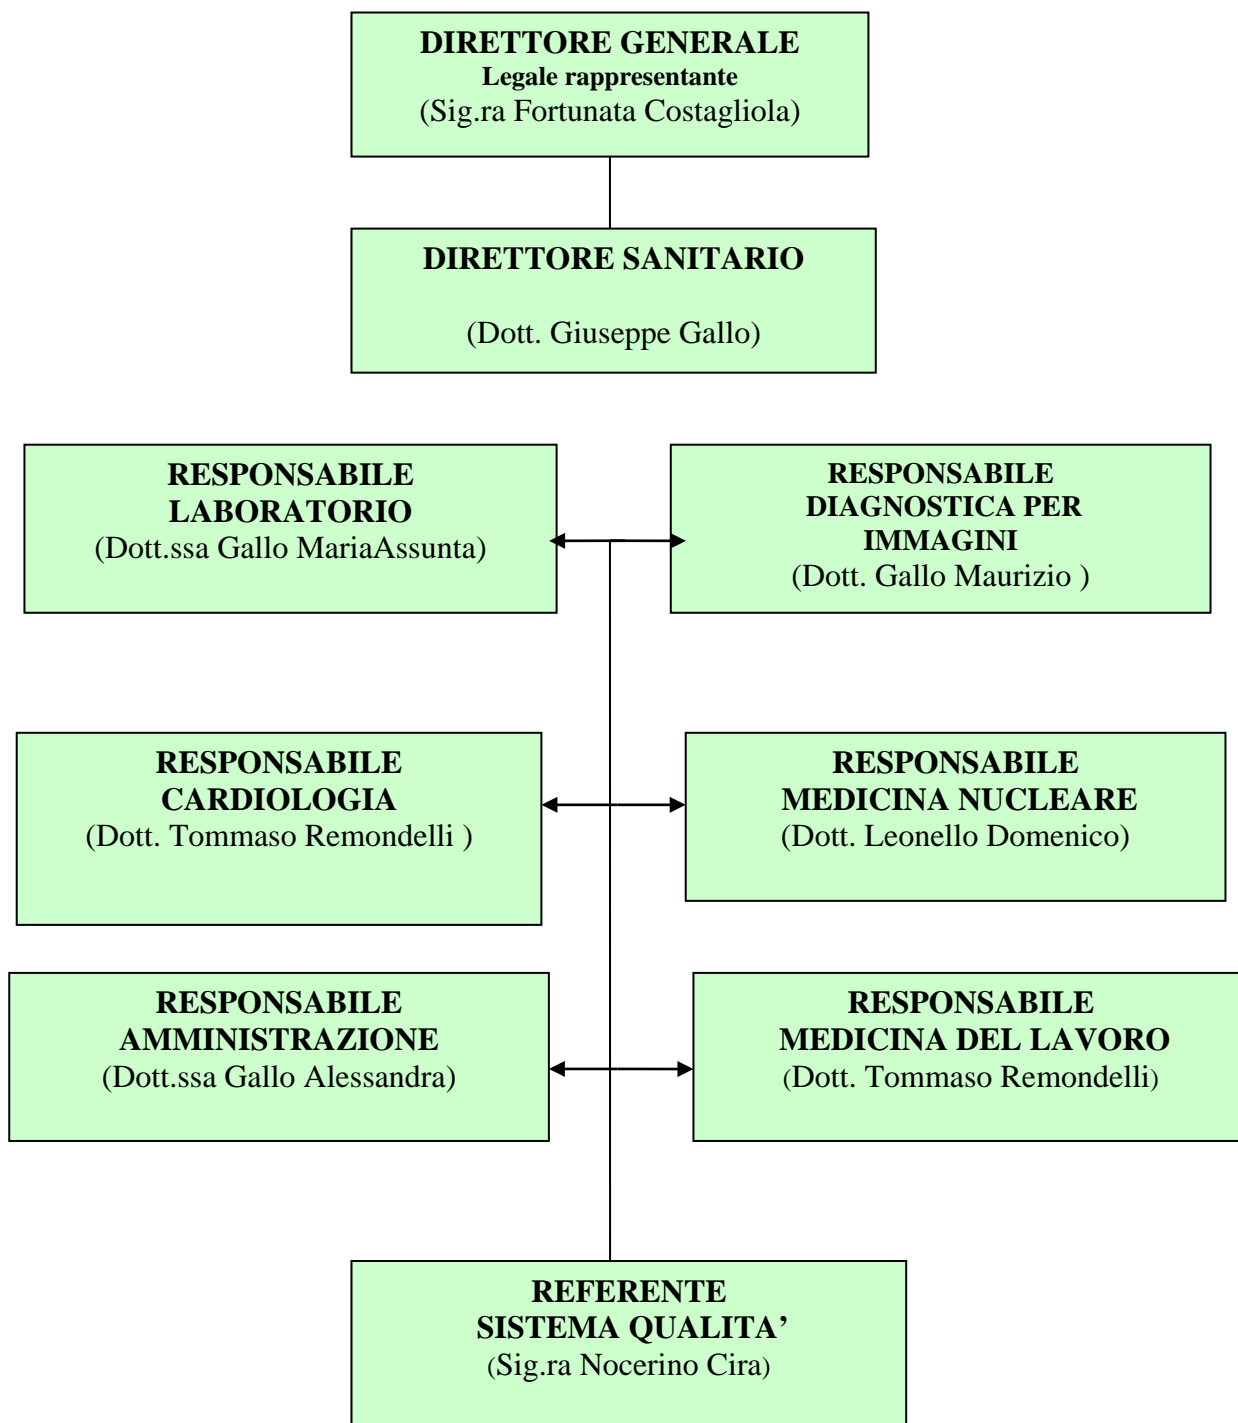 DIRETTORE GENERALE
Legale rappresentante
(Sig.ra Fortunata Costagliola)
DIRETTORE SANITARIO
(Dott. Giuseppe Gallo)
RESPONSABILE
LABORATORIO
(Dott.ssa Gallo MariaAssunta)
RESPONSABILE
DIAGNOSTICA PER
IMMAGINI
(Dott. Gallo Maurizio )
RESPONSABILE
CARDIOLOGIA
(Dott. Tommaso Remondelli )
RESPONSABILE
MEDICINA NUCLEARE
(Dott. Leonello Domenico)
RESPONSABILE
AMMINISTRAZIONE
(Dott.ssa Gallo Alessandra)
RESPONSABILE
MEDICINA DEL LAVORO
(Dott. Tommaso Remondelli)
REFERENTE
SISTEMA QUALITA’
(Sig.ra Nocerino Cira)